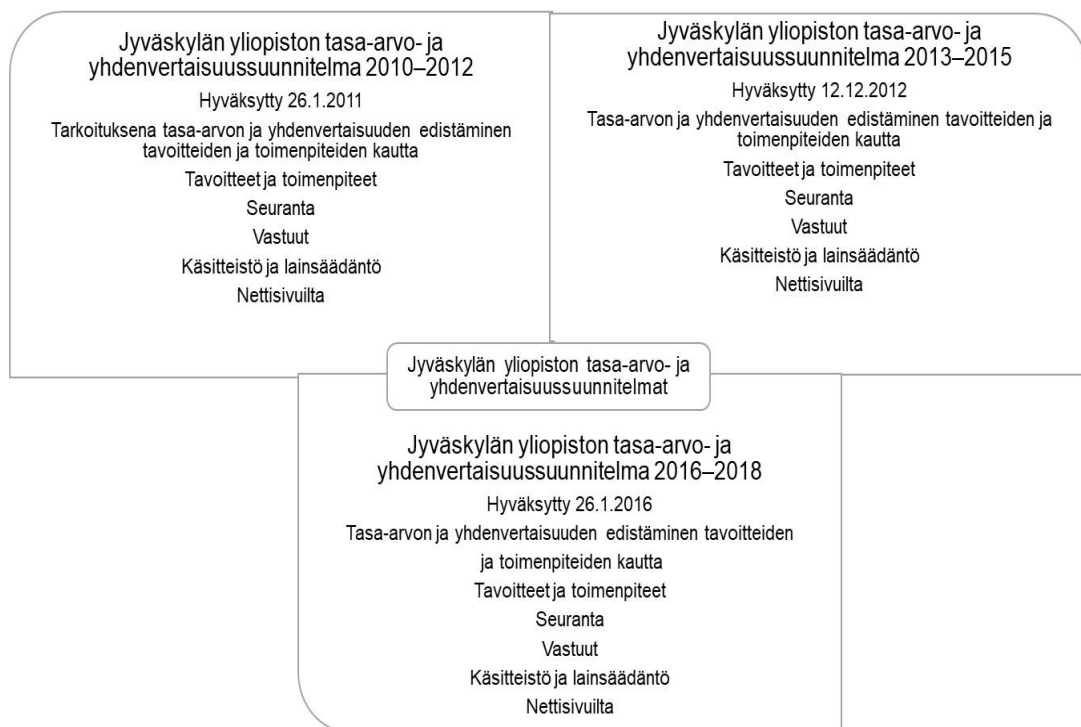 Jyväskylän yliopiston tasa-arvo- ja
yhdenvertaisuussuunnitelma 2010–2012
Hyväksytty 26.1.2011
Tarkoituksena tasa-arvon ja yhdenvertaisuuden edistäminen
tavoitteiden ja toimenpiteiden kautta
Tavoitteet ja toimenpiteet
Seuranta
Vastuut
Käsitteistö ja lainsäädäntö
Nettisivuilta
Jyväskylän yliopiston tasa-arvo- ja
yhdenvertaisuussuunnitelma 2013–2015
Hyväksytty 12.12.2012
Tasa-arvon ja yhdenvertaisuuden edistäminen tavoitteiden ja
toimenpiteiden kautta
Tavoitteet ja toimenpiteet
Seuranta
Vastuut
Käsitteistö ja lainsäädäntö
Nettisivuilta
Jyväskylän yliopiston tasa-arvo- ja
yhdenvertaisuussuunnitelmat
Jyväskylän yliopiston tasa-arvo- ja
yhdenvertaisuussuunnitelma 2016–2018
Hyväksytty 26.1.2016
Tasa-arvon ja yhdenvertaisuuden edistäminen tavoitteiden
ja toimenpiteiden kautta
Tavoitteet ja toimenpiteet
Seuranta
Vastuut
Käsitteistö ja lainsäädäntö
Nettisivuilta